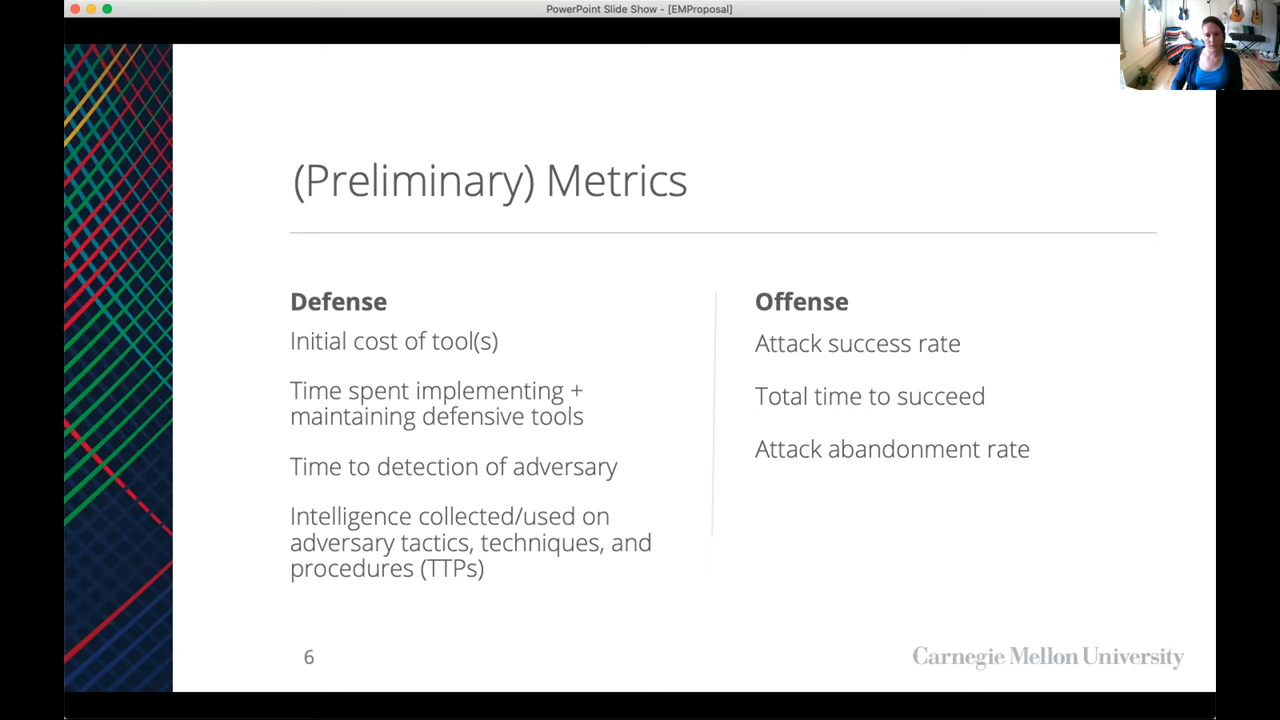 PowerPoint Slide Show - [EMProposal]
(Preliminary) Metrics
Defense
Initial cost of tool(s)
Time spent implementing +
maintaining defensive tools
Time to detection of adversary
Intelligence collected/used on
adversary tactics, techniques, and
procedures (TTPs)
Offense
Attack success rate
Total time to succeed
Attack abandonment rate
6
Carnegie Mellon University